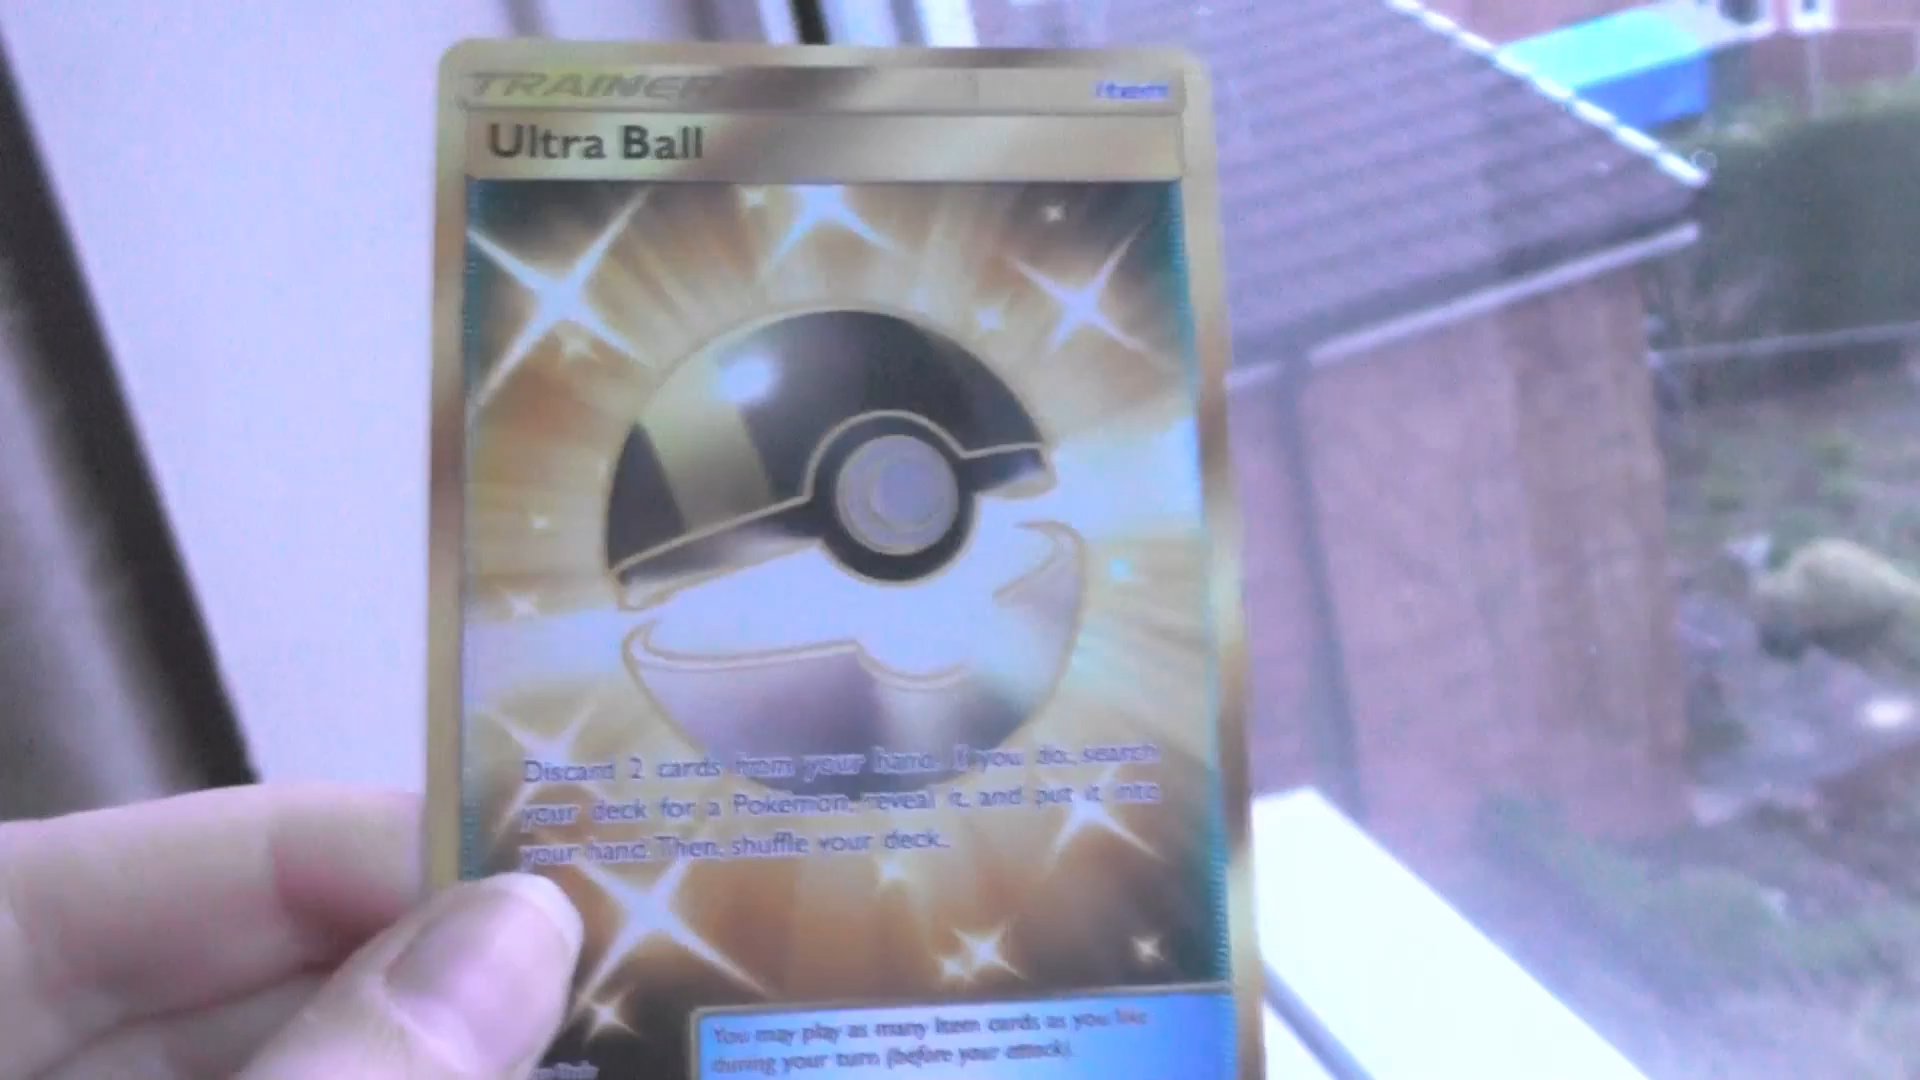 TRAINER
Item
Ultra Ball
Discard 2 cards from your hand. If you do, search
your deck for a Pokémon, reveal it, and put it into
your hand. Then, shuffle your deck.
You may play as many Item cards as you like
during your turn (before your attack).